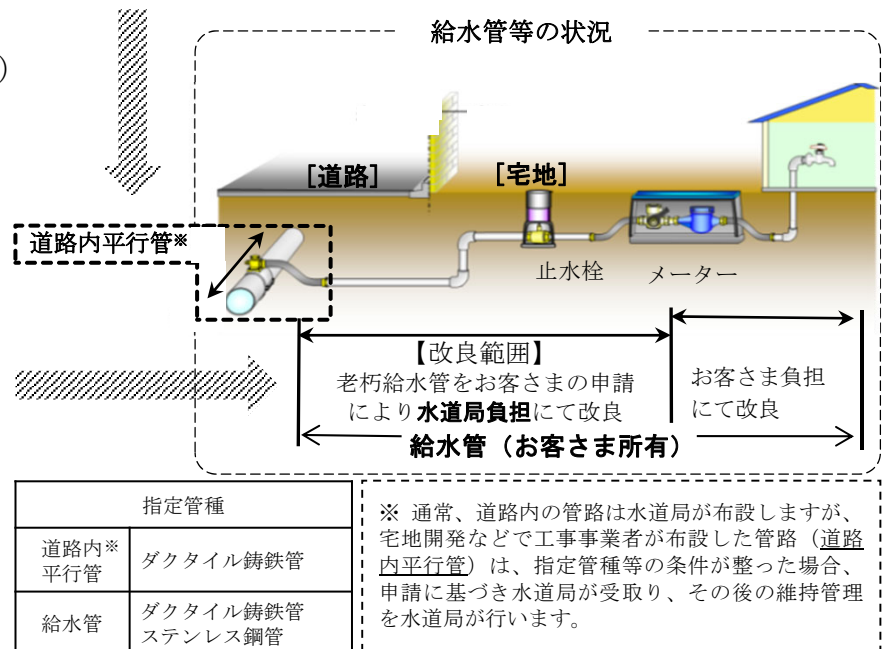 給水管等の状況
)
[道路]
[宅地]
道路内平行管※
止水栓
メーター
【改良範囲】
老朽給水管をお客さまの申請
により水道局負担にて改良
お客さま負担
にて改良
給水管（お客さま所有）
指定管種
道路内※
平行管
ダクタイル鋳鉄管
給水管
ダクタイル鋳鉄管
ステンレス鋼管
※ 通常、道路内の管路は水道局が布設しますが、
宅地開発などで工事事業者が布設した管路（道路
内平行管）は、指定管種等の条件が整った場合、
申請に基づき水道局が受取り、その後の維持管理
を水道局が行います。